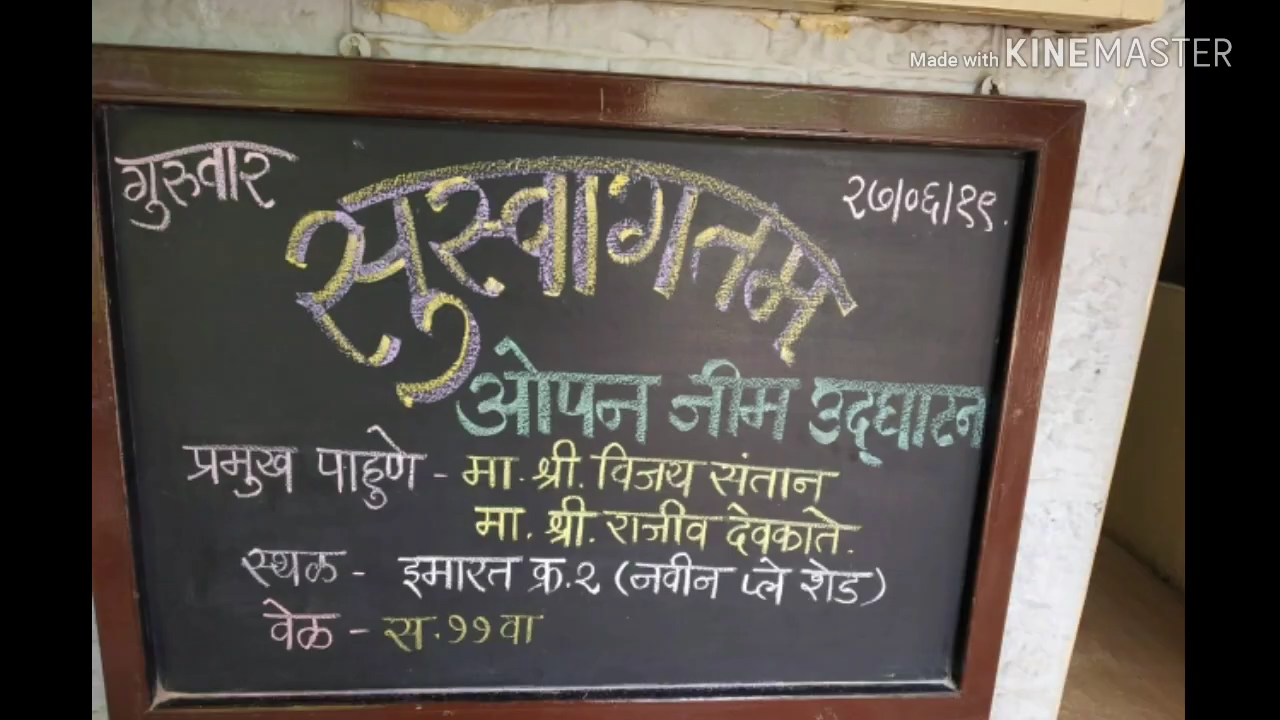 Made with KINEMASTER
गुरुवार
२७/०६/१९.
सुस्वागतम
ओपन जीम उद्घाटन
प्रमुख पाहुणे - मा. श्री. विजय संतान
मा. श्री. राजीव देवकाते.
स्थळ - इमारत क्र.२ (नवीन प्ले शेड)
वेळ - स.११ वा